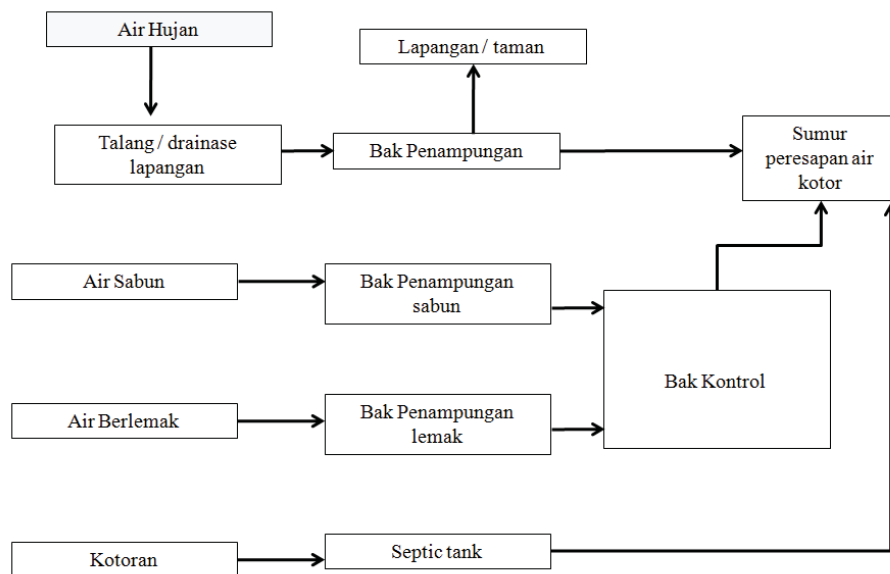 Air Hujan
Lapangan / taman
Talang / drainase
lapangan
Bak Penampungan
Sumur
peresapan air
kotor
Air Sabun
Bak Penampungan
sabun
Bak Kontrol
Air Berlemak
Bak Penampungan
lemak
Kotoran
Septic tank